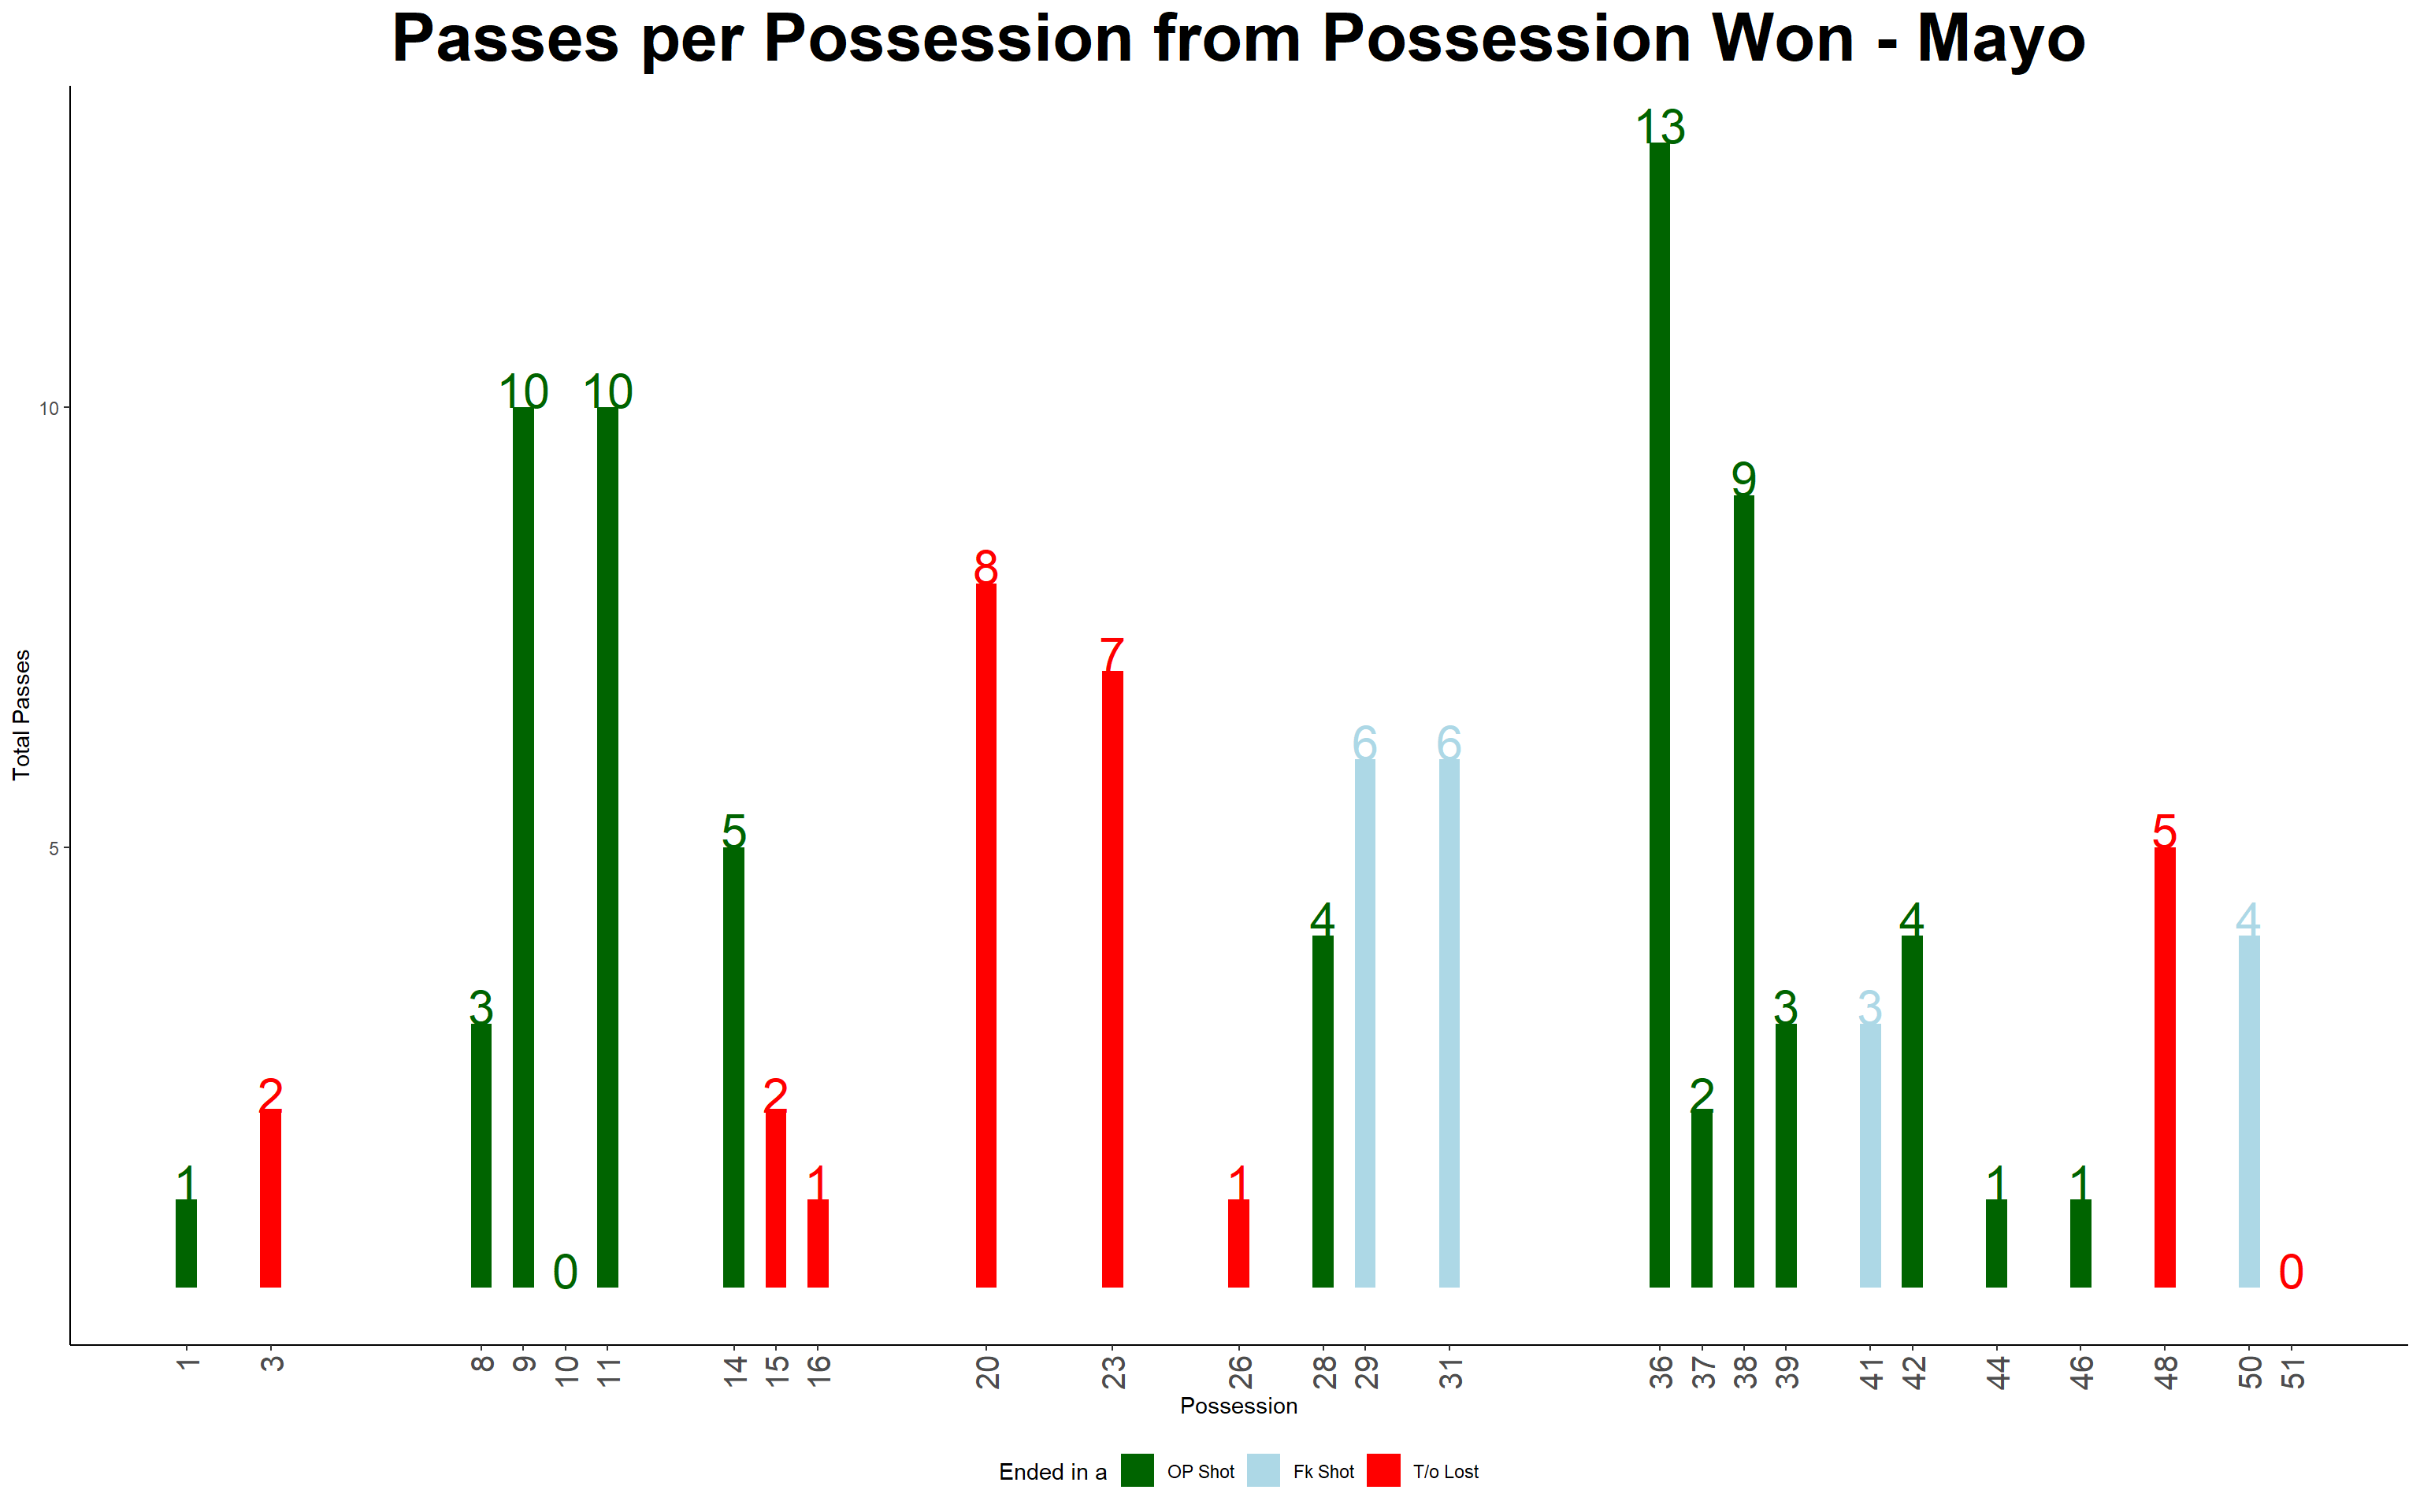 Passes per Possession from Possession Won - Mayo
13
10 10
10
9
8
7
6 6
5 5
5
4 4 4
3 3 3
2 2 2
1 1 1 1 1
0 0
Total Passes
1 3 8 9 10 11 14 15 16 20 23 26 28 29 31 36 37 38 39 41 42 44 46 48 50 51
Possession
Ended in a OP Shot Fk Shot T/o Lost